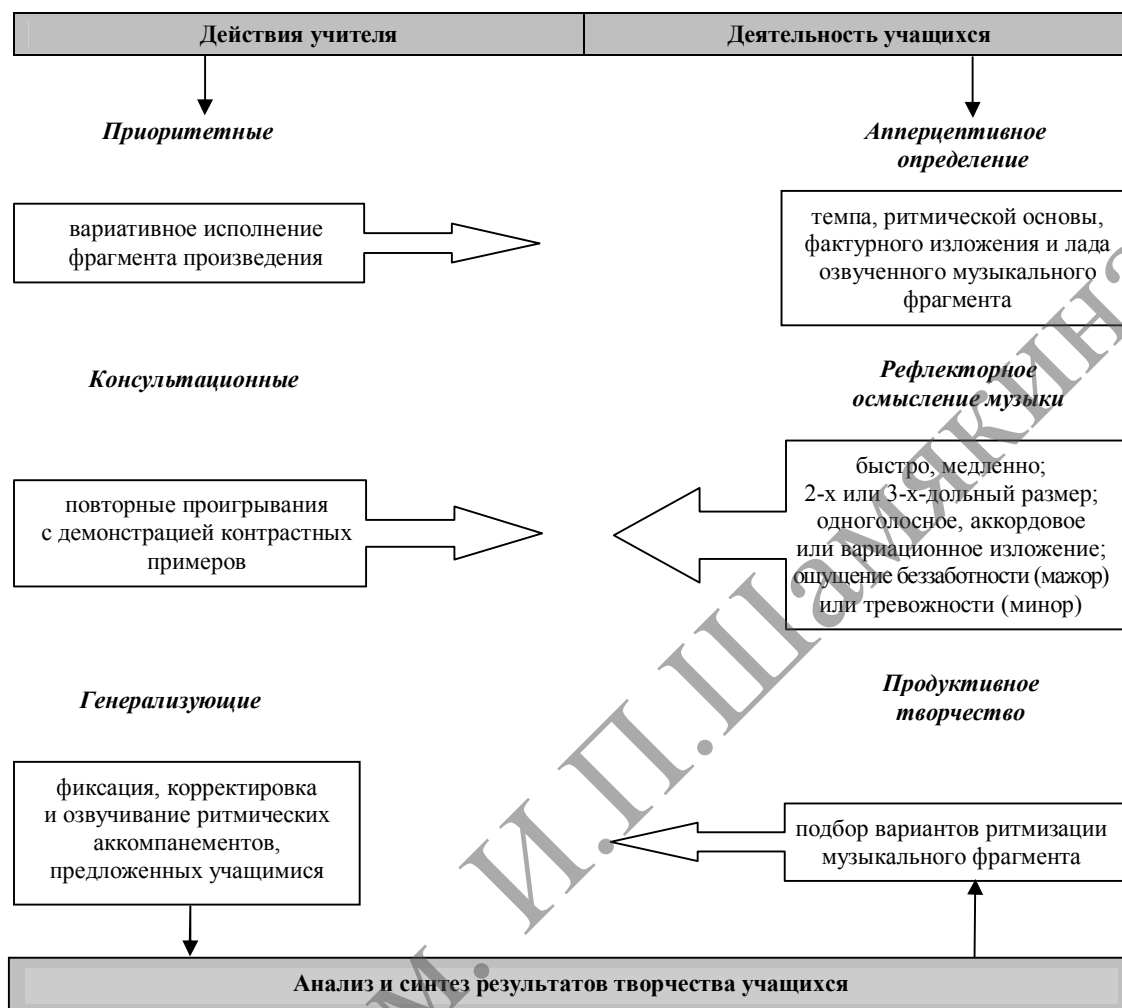 Действия учителя
Деятельность учащихся
Приоритетные
Апперцептивное
определение
вариативное исполнение
фрагмента произведения
темпа, ритмической основы,
фактурного изложения и лада
озвученного музыкального
фрагмента
Консультационные
Рефлекторное
осмысление музыки
повторные проигрывания
с демонстрацией контрастных
примеров
быстро, медленно;
2-х или 3-х-дольный размер;
одноголосное, аккордовое
или вариационное изложение;
ощущение беззаботности (мажор)
или тревожности (минор)
Генерализующие
Продуктивное
творчество
фиксация, корректировка
и озвучивание ритмических
аккомпанементов,
предложенных учащимися
подбор вариантов ритмизации
музыкального фрагмента
Анализ и синтез результатов творчества учащихся
м. И.П.Шамякина